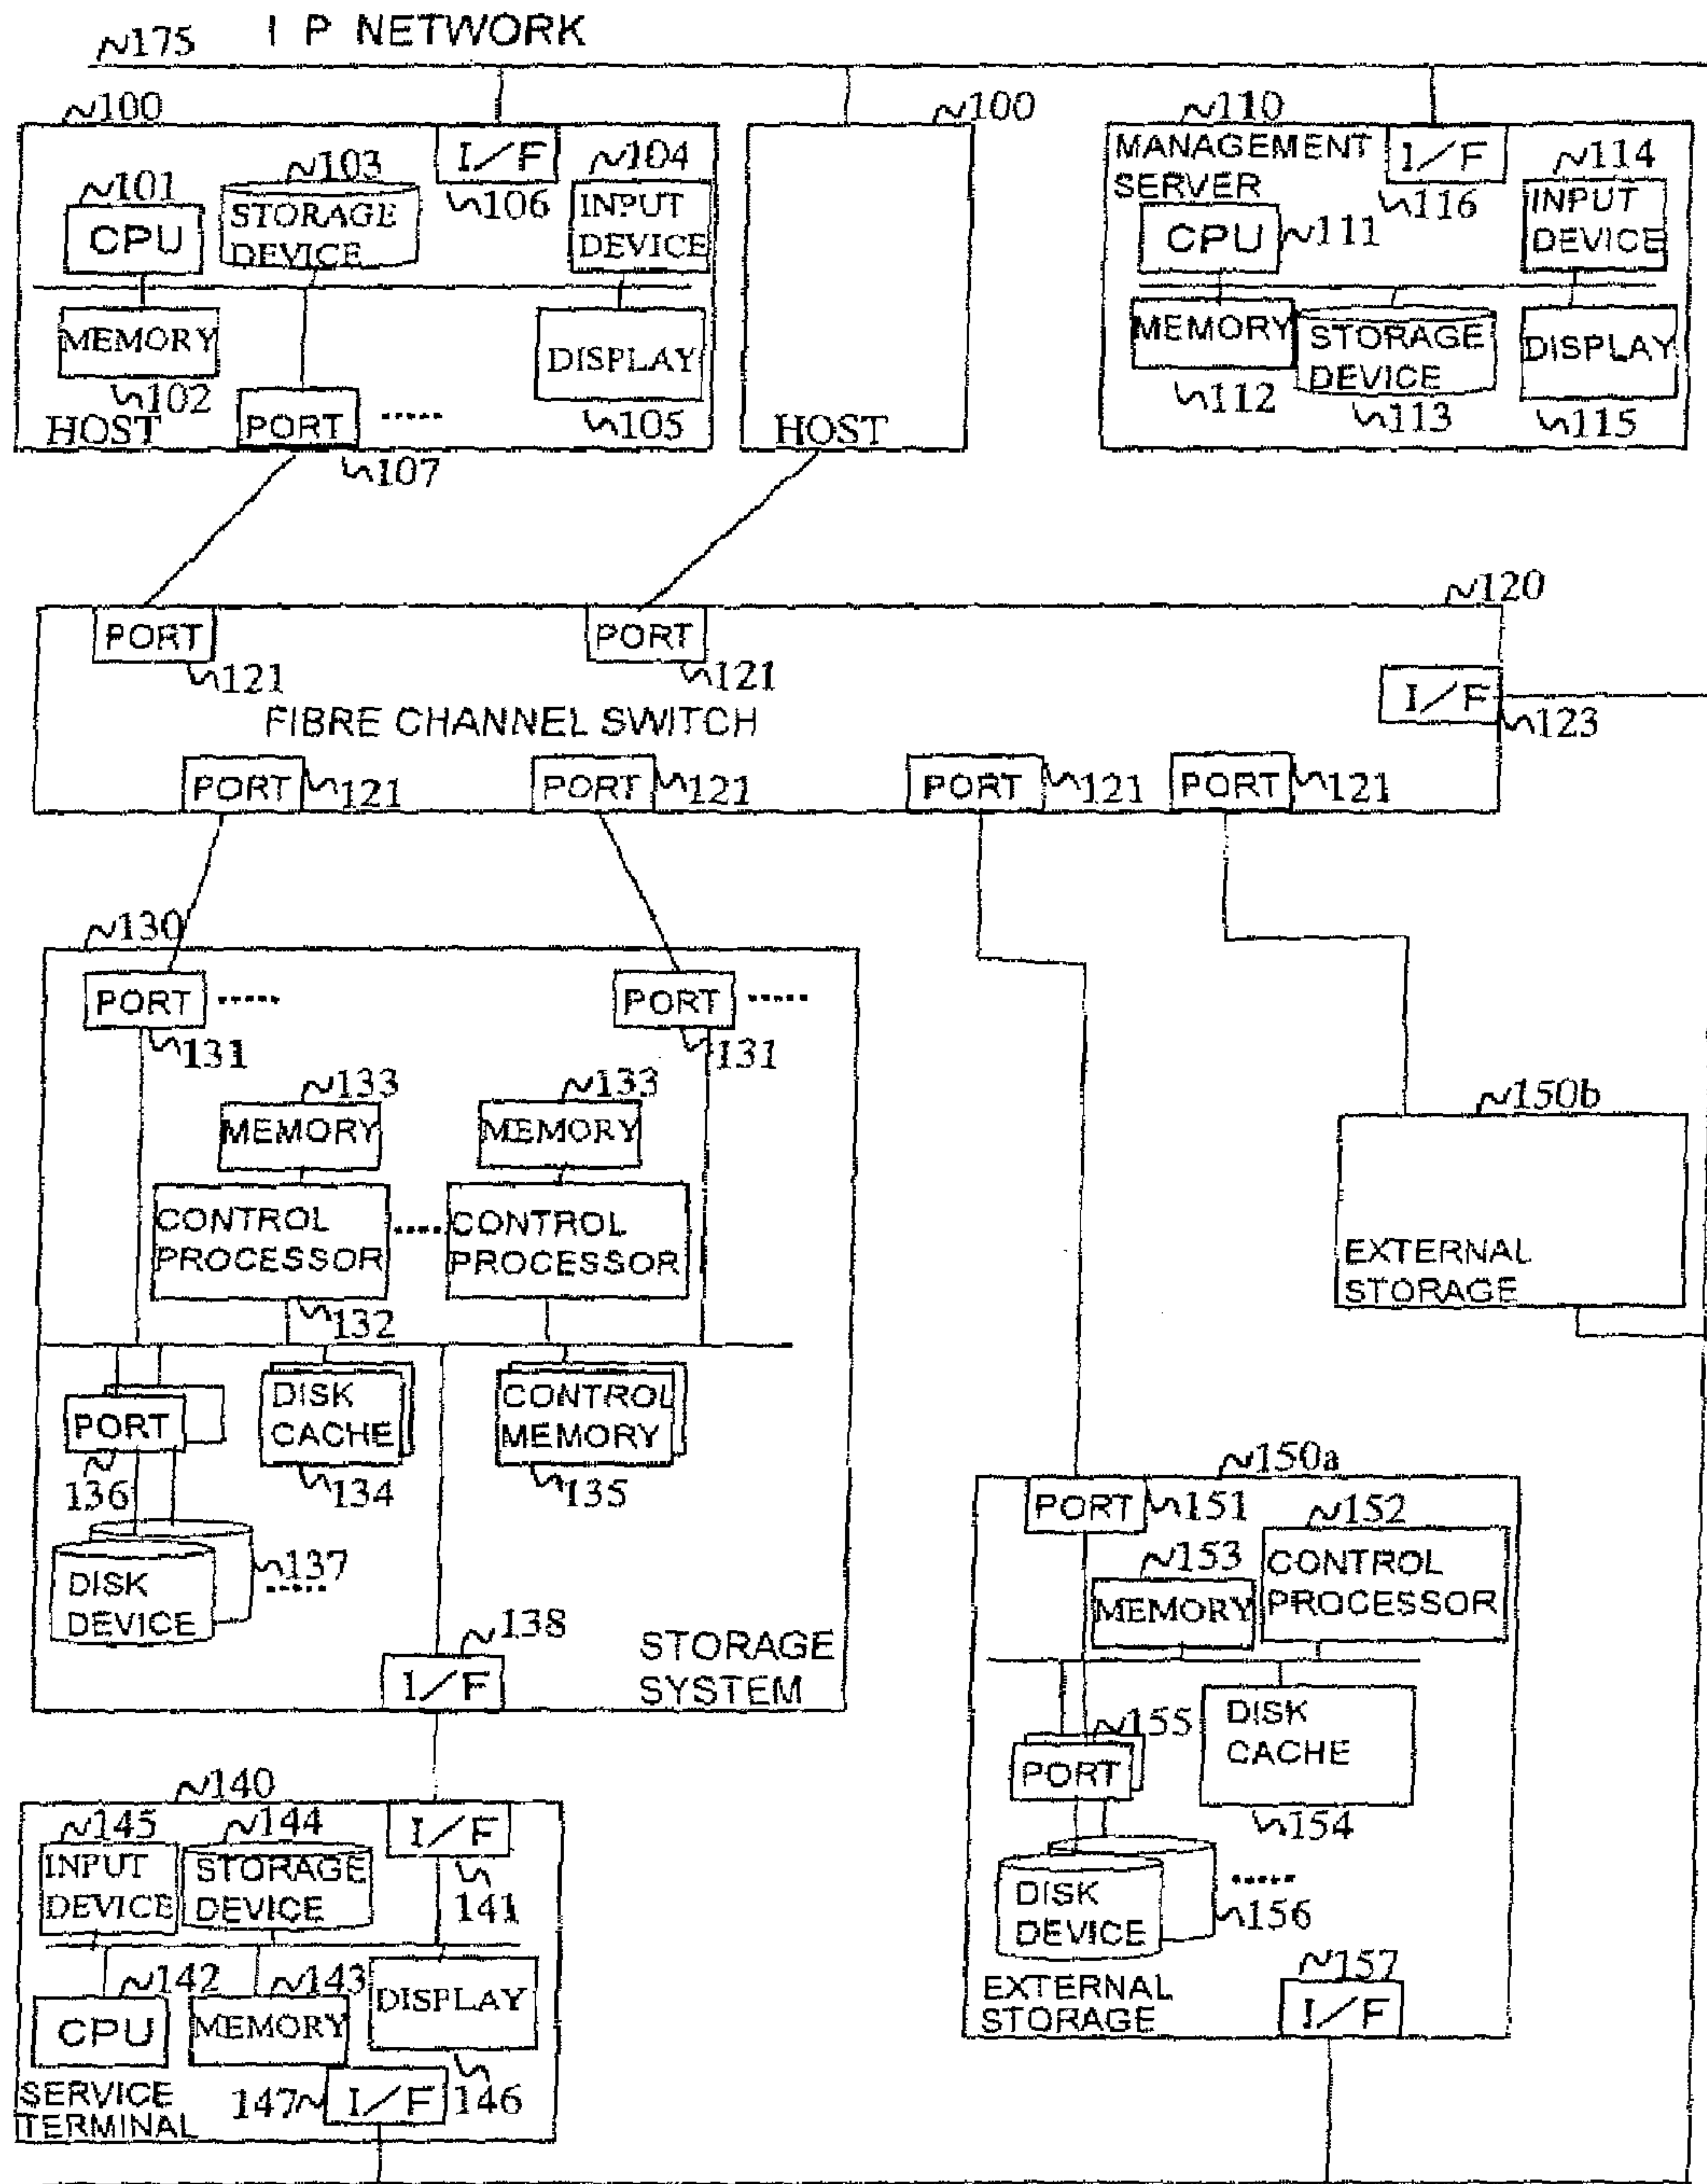 175 I P NETWORK
100
100
110
I/F
106
103
104
101
CPU
STORAGE
DEVICE
INPUT
DEVICE
MEMORY
102
DISPLAY
105
HOST
PORT
.....
107
HOST
MANAGEMENT
SERVER
I/F
116
114
INPUT
DEVICE
CPU
111
MEMORY
112
STORAGE
DEVICE
113
DISPLAY
115
120
PORT
121
PORT
121
I/F
123
FIBRE CHANNEL SWITCH
PORT
121
PORT
121
PORT
121
PORT
121
130
PORT
.....
131
PORT
.....
131
133
MEMORY
133
MEMORY
CONTROL
PROCESSOR
132
.....
CONTROL
PROCESSOR
PORT
136
DISK
CACHE
134
CONTROL
MEMORY
135
DISK
DEVICE
137
.....
138
I/F
STORAGE
SYSTEM
150b
EXTERNAL
STORAGE
150a
PORT
151
152
153
MEMORY
CONTROL
PROCESSOR
155
PORT
DISK
CACHE
154
DISK
DEVICE
.....
156
EXTERNAL
STORAGE
157
I/F
140
145
INPUT
DEVICE
144
STORAGE
DEVICE
I/F
141
142
CPU
143
MEMORY
DISPLAY
146
SERVICE
TERMINAL
147
I/F